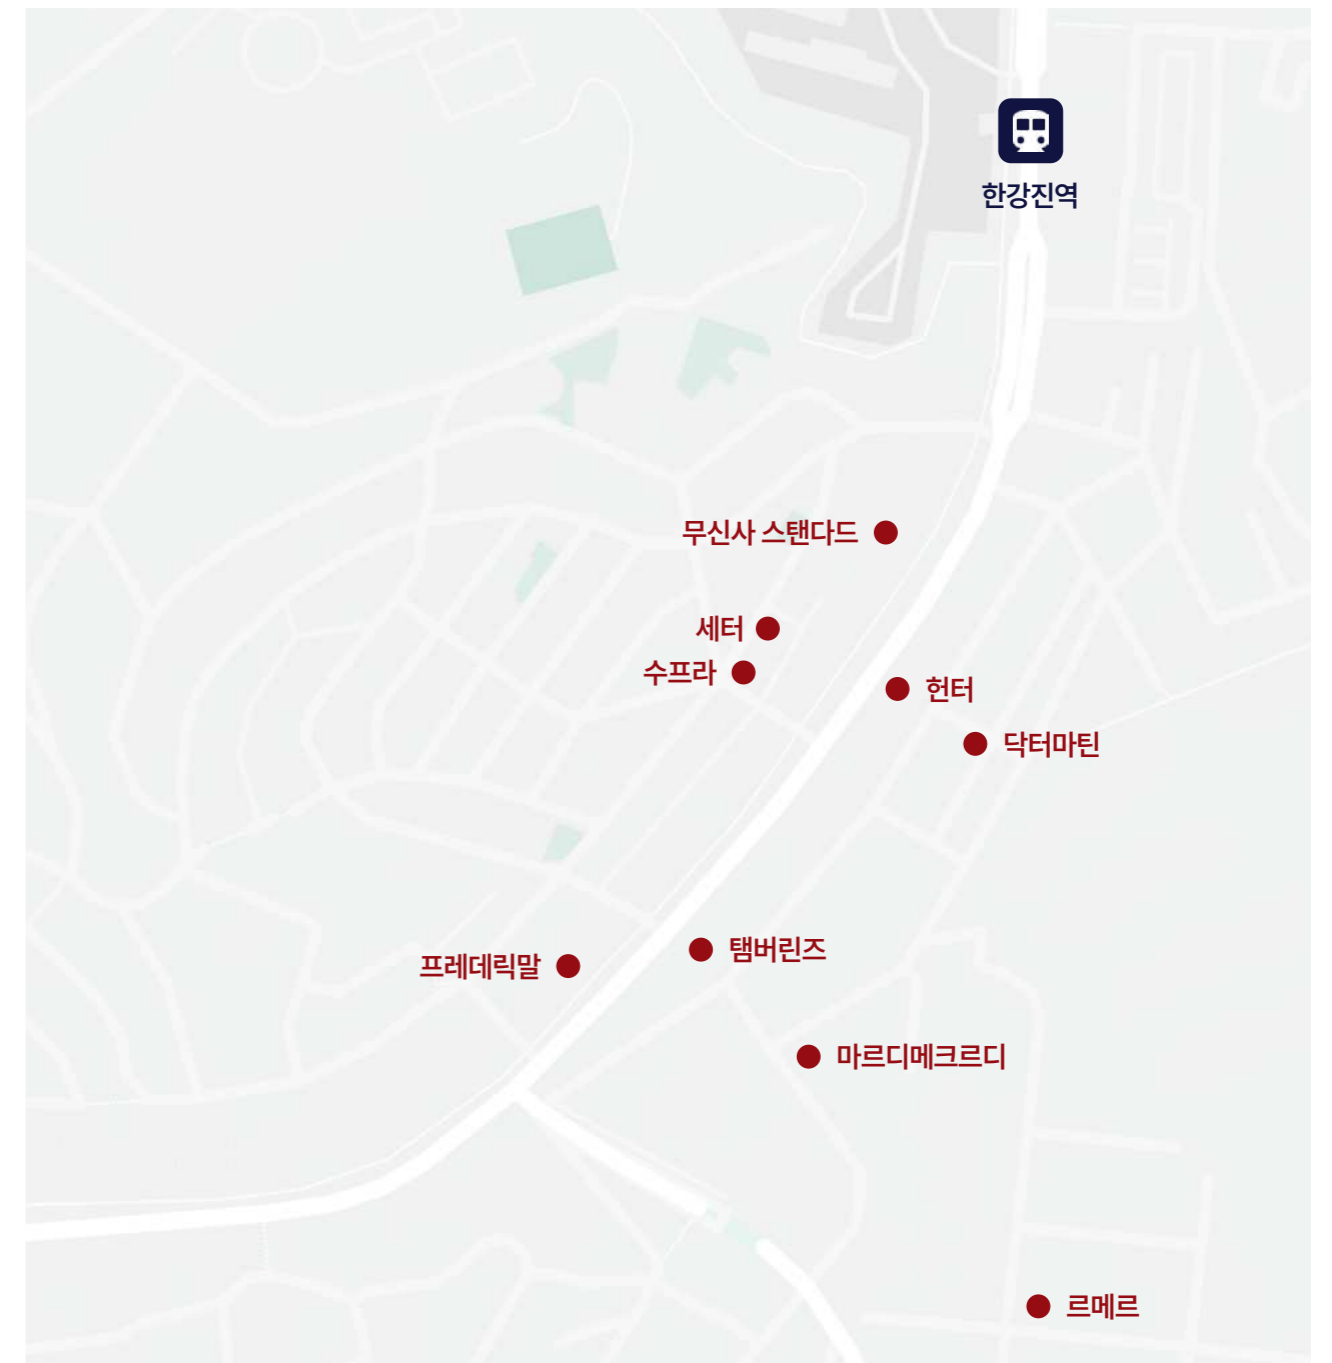 한강진역
무신사 스탠다드
세터
수프라
헌터
닥터마틴
탬버린즈
프레데릭말
마르디메크르디
르메르